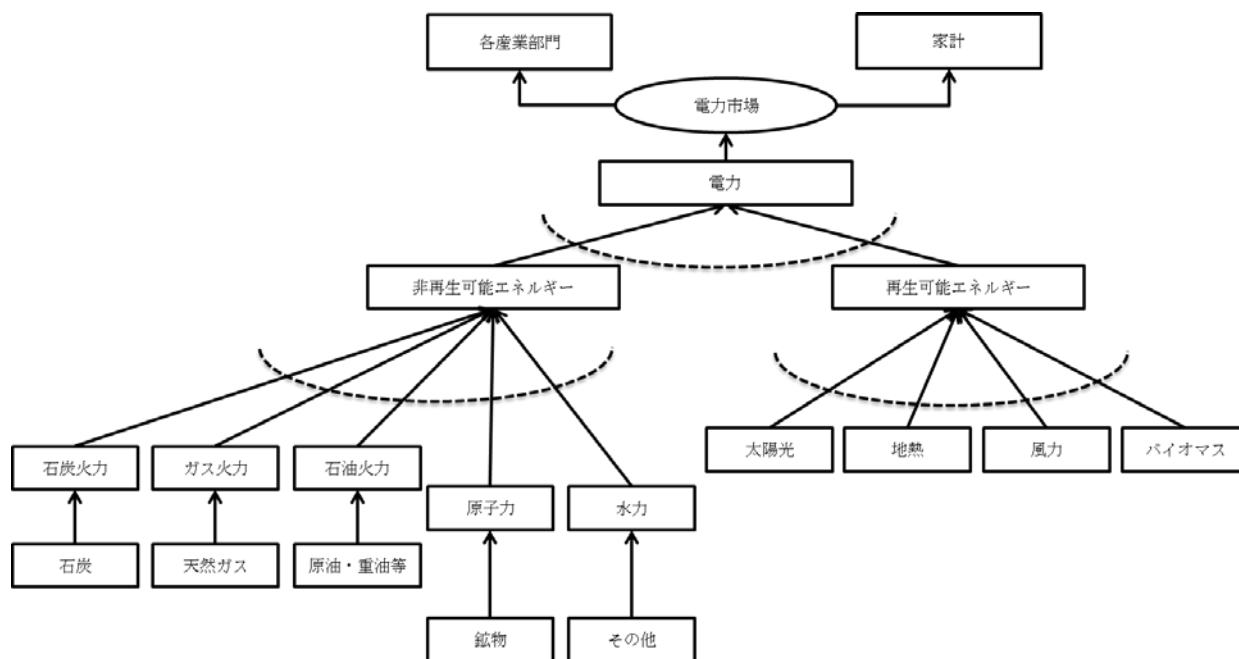 各産業部門
家計
電力市場
電力
非再生可能エネルギー
再生可能エネルギー
石炭火力
ガス火力
石油火力
太陽光
地熱
風力
バイオマス
原子力
水力
石炭
天然ガス
原油・重油等
鉱物
その他